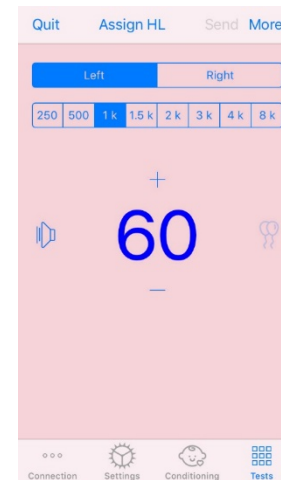 Quit Assign HL Send More
Left Right
250 500 1 k 1.5 k 2 k 3 k 4 k 8 k
+
60
—
Connection Settings Conditioning Tests